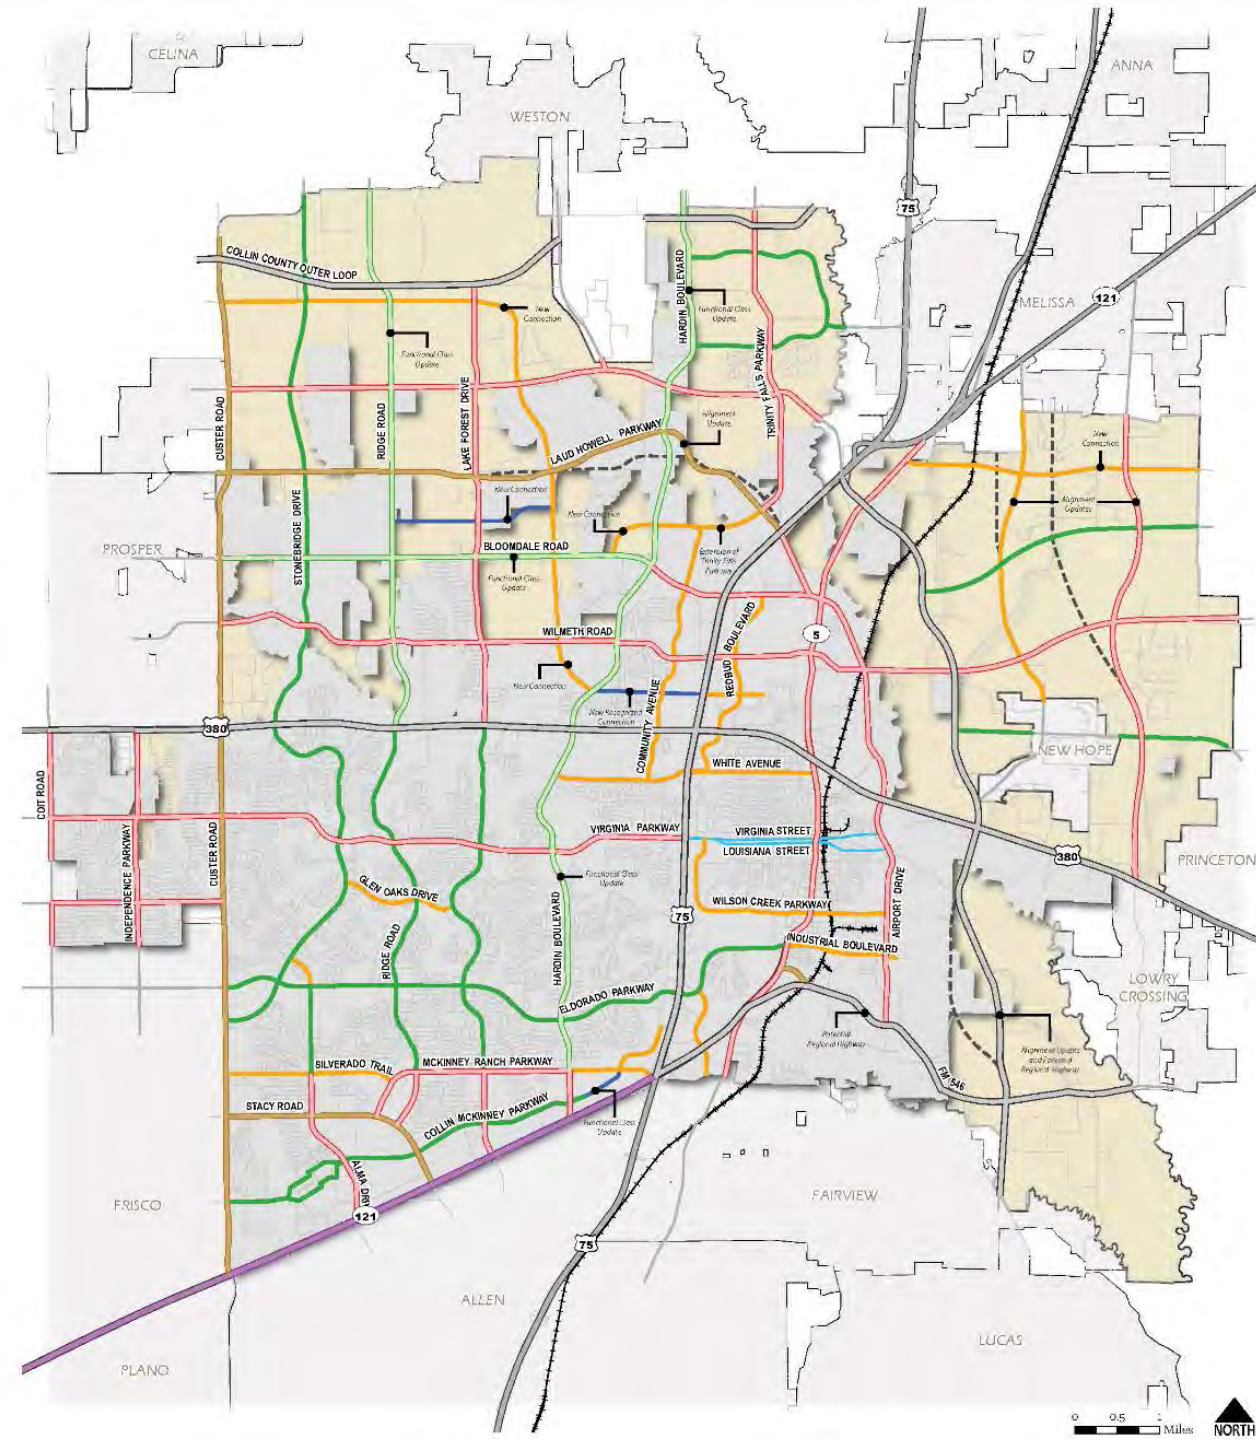 CELINA
ANNA
WESTON
75
COLLIN COUNTY OUTER LOOP
MELISSA
121
New
Connection
Functional Class
Update
HARDIN BOULEVARD
Functional Class
Update
TRINITY FALLS PARKWAY
CUSTER ROAD
RIDGE ROAD
LAKE FOREST DRIVE
Alignment
Update
LAUD HOWELL PARKWAY
New
Connection
New Connection
New Connection
Alignment
Updates
STONEBRIDGE DRIVE
PROSPER
BLOOMDALE ROAD
Functional Class
Update
Extension of
Trinity Falls
Parkway
WILMETH ROAD
REDBUD BOULEVARD
5
New Connection
New Recognized
Connection
COMMUNITY AVENUE
380
NEW HOPE
WHITE AVENUE
COIT ROAD
INDEPENDENCE PARKWAY
CUSTER ROAD
VIRGINIA PARKWAY
VIRGINIA STREET
LOUISIANA STREET
380
PRINCETON
GLEN OAKS DRIVE
Functional Class
Update
WILSON CREEK PARKWAY
AIRPORT DRIVE
75
HARDIN BOULEVARD
RIDGE ROAD
INDUSTRIAL BOULEVARD
ELDORADO PARKWAY
LOWRY
CROSSING
Potential
Regional Highway
Alignment Update
and Potential
Regional Highway
SILVERADO TRAIL
MCKINNEY RANCH PARKWAY
FM 546
STACY ROAD
COLLIN MCKINNEY PARKWAY
Functional Class
Update
ALMA DRI
121
FRISCO
FAIRVIEW
75
ALLEN
LUCAS
PLANO
0 0.5 1
Miles
NORTH